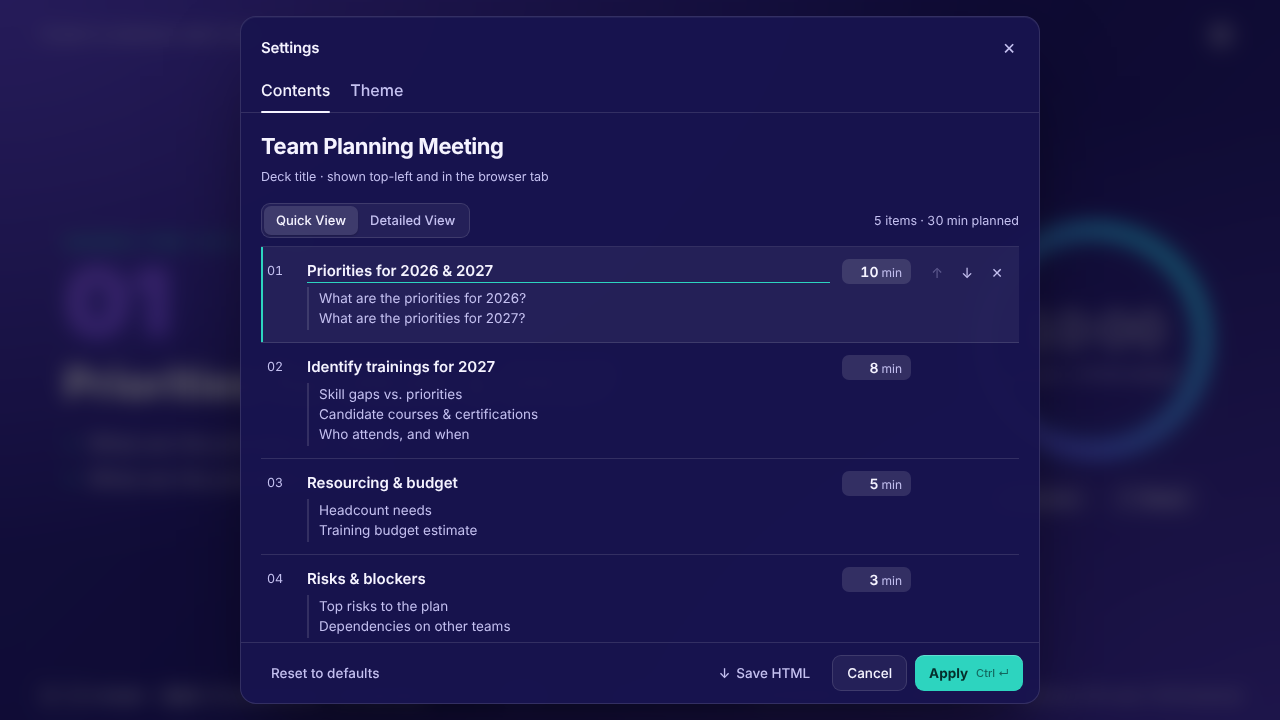 Settings ✕
Contents Theme
Team Planning Meeting
Deck title · shown top-left and in the browser tab
Quick View Detailed View 5 items · 30 min planned
01 Priorities for 2026 & 2027 10 min ↑ ↓ ✕
What are the priorities for 2026?
What are the priorities for 2027?
02 Identify trainings for 2027 8 min
Skill gaps vs. priorities
Candidate courses & certifications
Who attends, and when
03 Resourcing & budget 5 min
Headcount needs
Training budget estimate
04 Risks & blockers 3 min
Top risks to the plan
Dependencies on other teams
Reset to defaults ↓ Save HTML Cancel Apply Ctrl ↵